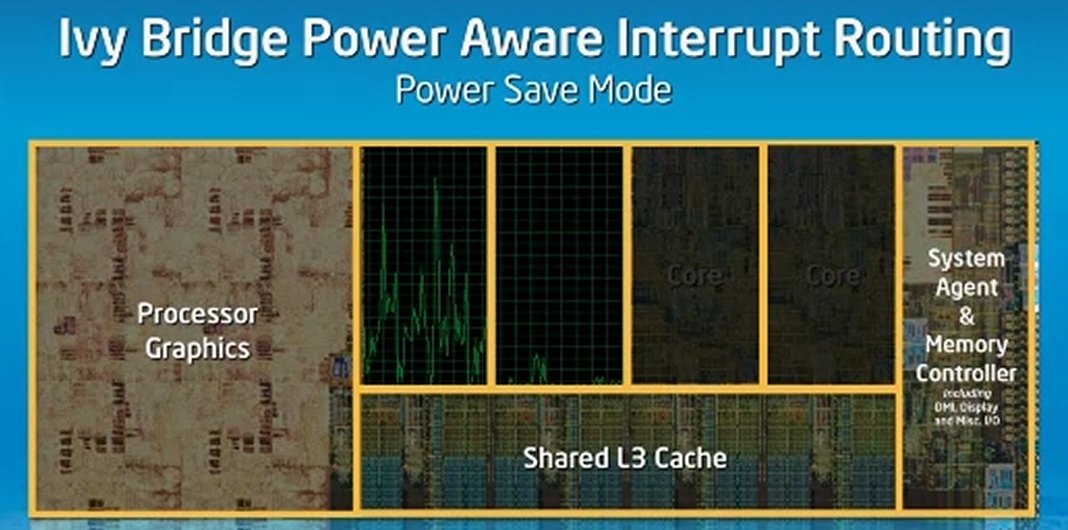 Ivy Bridge Power Aware Interrupt Routing
Power Save Mode
Processor
Graphics
Core
Core
System
Agent
&
Memory
Controller
including
DMI, Display
and Misc. I/O
Shared L3 Cache